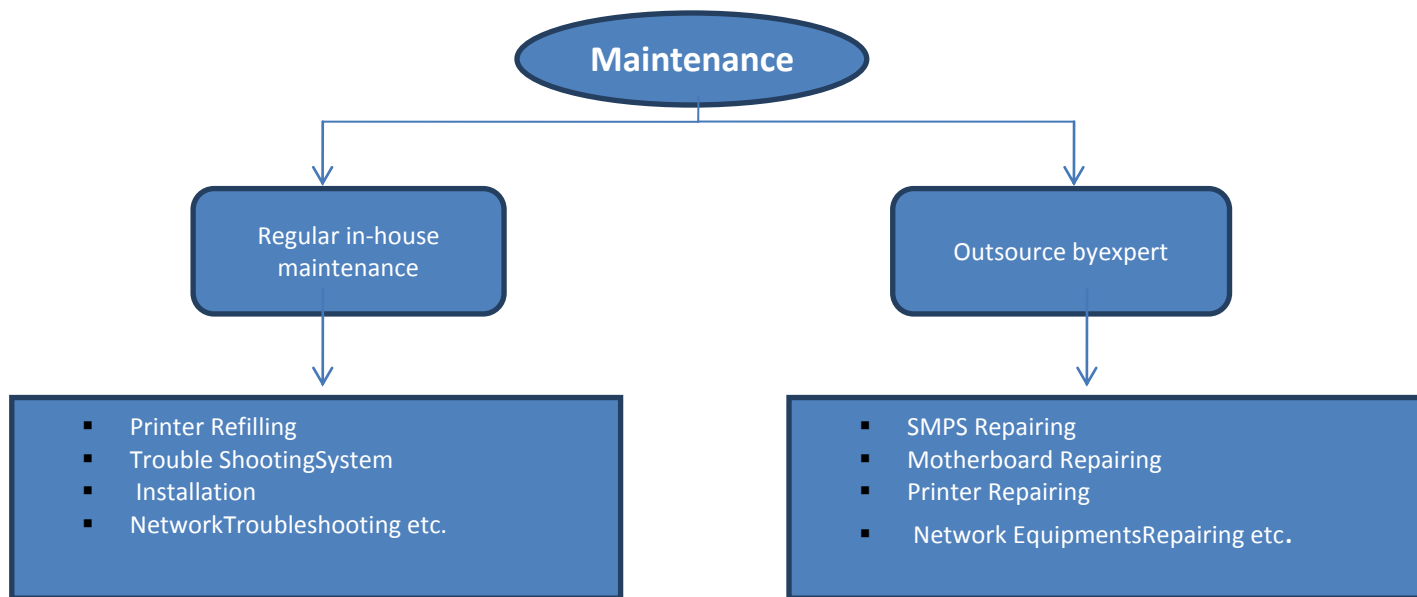 Maintenance
Regular in-house
maintenance
Outsource byexpert
▪ Printer Refilling
▪ Trouble ShootingSystem
▪ Installation
▪ NetworkTroubleshooting etc.
▪ SMPS Repairing
▪ Motherboard Repairing
▪ Printer Repairing
▪ Network EquipmentsRepairing etc.